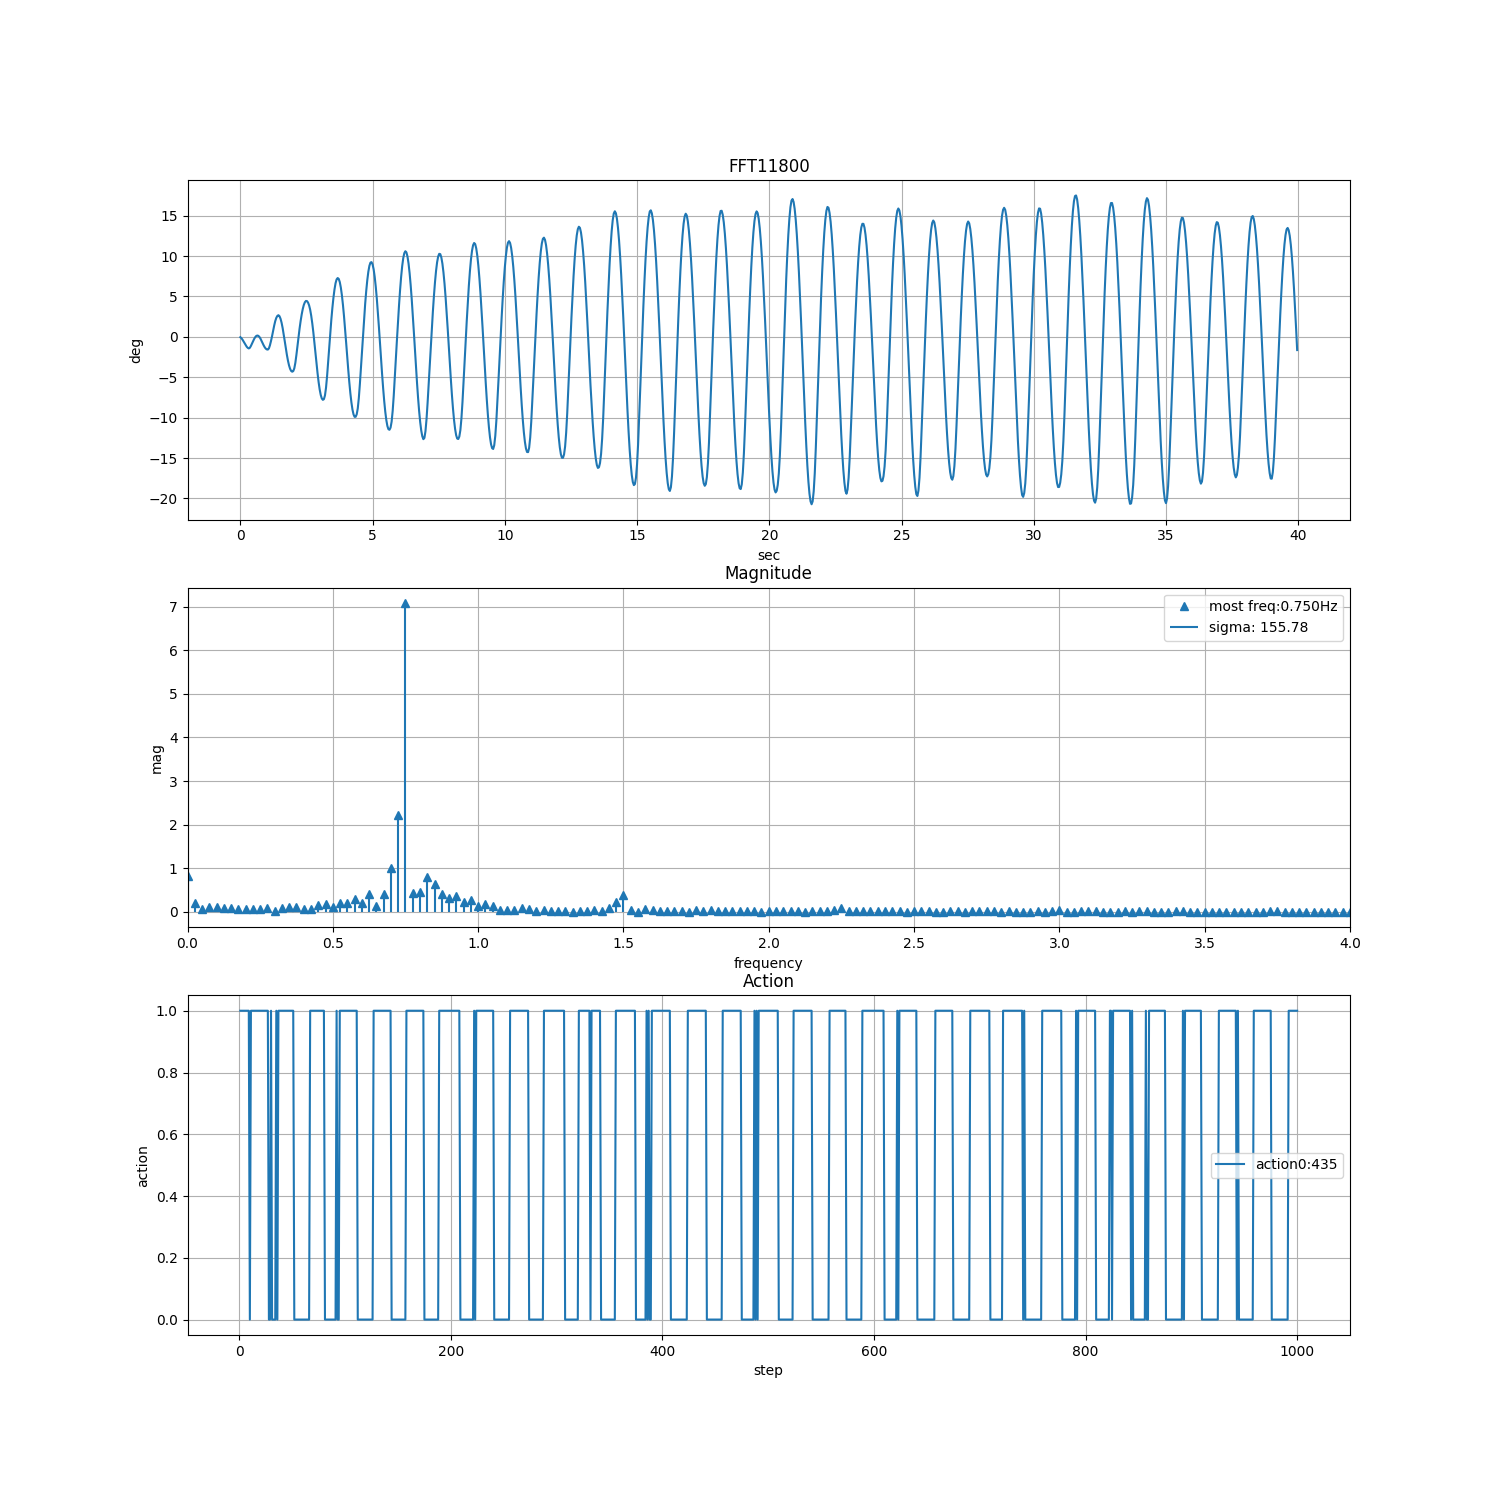 FFT11800
15
10
5
0
−5
−10
−15
−20
deg
0 5 10 15 20 25 30 35 40
sec
Magnitude
7
6
5
4
3
2
1
0
mag
most freq:0.750Hz
sigma: 155.78
0.0 0.5 1.0 1.5 2.0 2.5 3.0 3.5 4.0
frequency
Action
1.0
0.8
0.6
0.4
0.2
0.0
action
action0:435
0 200 400 600 800 1000
step